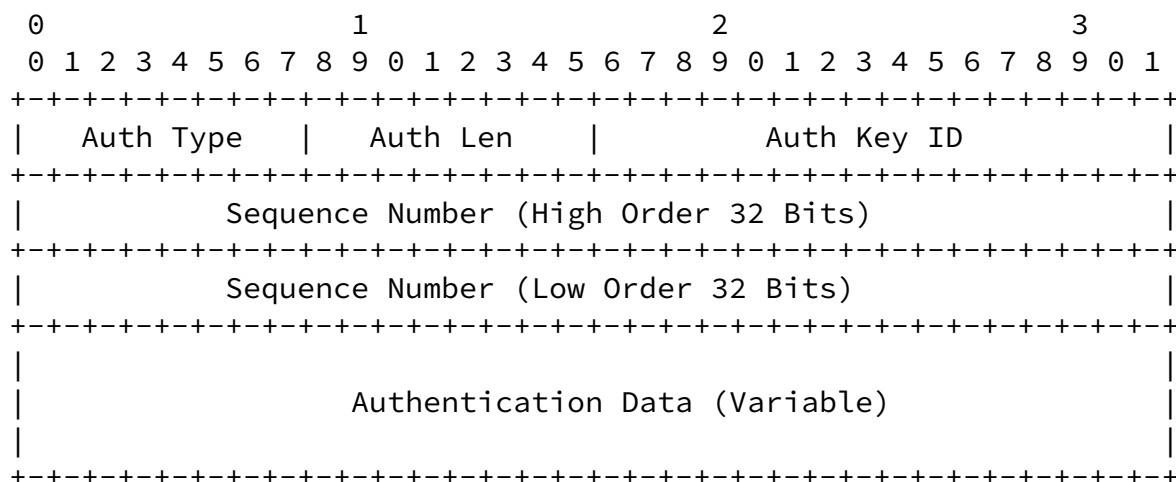 0                   1                   2                   3
 0 1 2 3 4 5 6 7 8 9 0 1 2 3 4 5 6 7 8 9 0 1 2 3 4 5 6 7 8 9 0 1
+-+-+-+-+-+-+-+-+-+-+-+-+-+-+-+-+-+-+-+-+-+-+-+-+-+-+-+-+-+-+-+-+
|   Auth Type   |   Auth Len    |         Auth Key ID           |
+-+-+-+-+-+-+-+-+-+-+-+-+-+-+-+-+-+-+-+-+-+-+-+-+-+-+-+-+-+-+-+-+
|           Sequence Number (High Order 32 Bits)                |
+-+-+-+-+-+-+-+-+-+-+-+-+-+-+-+-+-+-+-+-+-+-+-+-+-+-+-+-+-+-+-+-+
|           Sequence Number (Low Order 32 Bits)                 |
+-+-+-+-+-+-+-+-+-+-+-+-+-+-+-+-+-+-+-+-+-+-+-+-+-+-+-+-+-+-+-+-+
|                                                               |
|                  Authentication Data (Variable)               |
|                                                               |
+-+-+-+-+-+-+-+-+-+-+-+-+-+-+-+-+-+-+-+-+-+-+-+-+-+-+-+-+-+-+-+-+